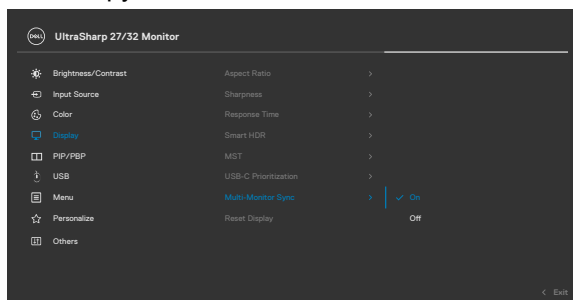 DELL UltraSharp 27/32 Monitor
Brightness/Contrast Aspect Ratio >
Input Source Sharpness >
Color Response Time >
Display Smart HDR >
PIP/PBP MST >
USB USB-C Prioritization >
Menu Multi-Monitor Sync > ✓ On
Personalize Reset Display Off
Others
< Exit